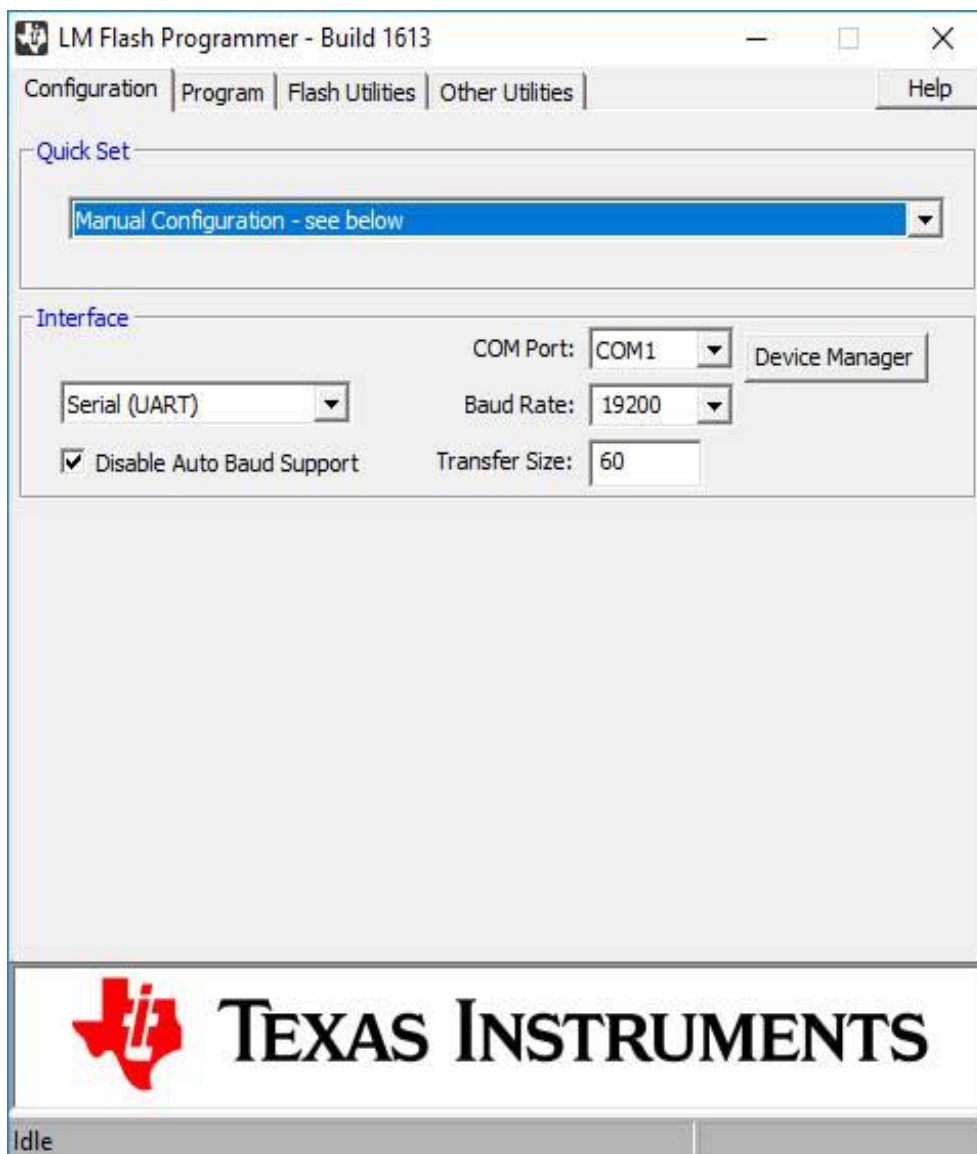 LM Flash Programmer - Build 1613
Configuration Program Flash Utilities Other Utilities Help
Quick Set
Manual Configuration - see below
Interface
COM Port: COM1 Device Manager
Serial (UART) Baud Rate: 19200
Disable Auto Baud Support Transfer Size: 60
TEXAS INSTRUMENTS
Idle